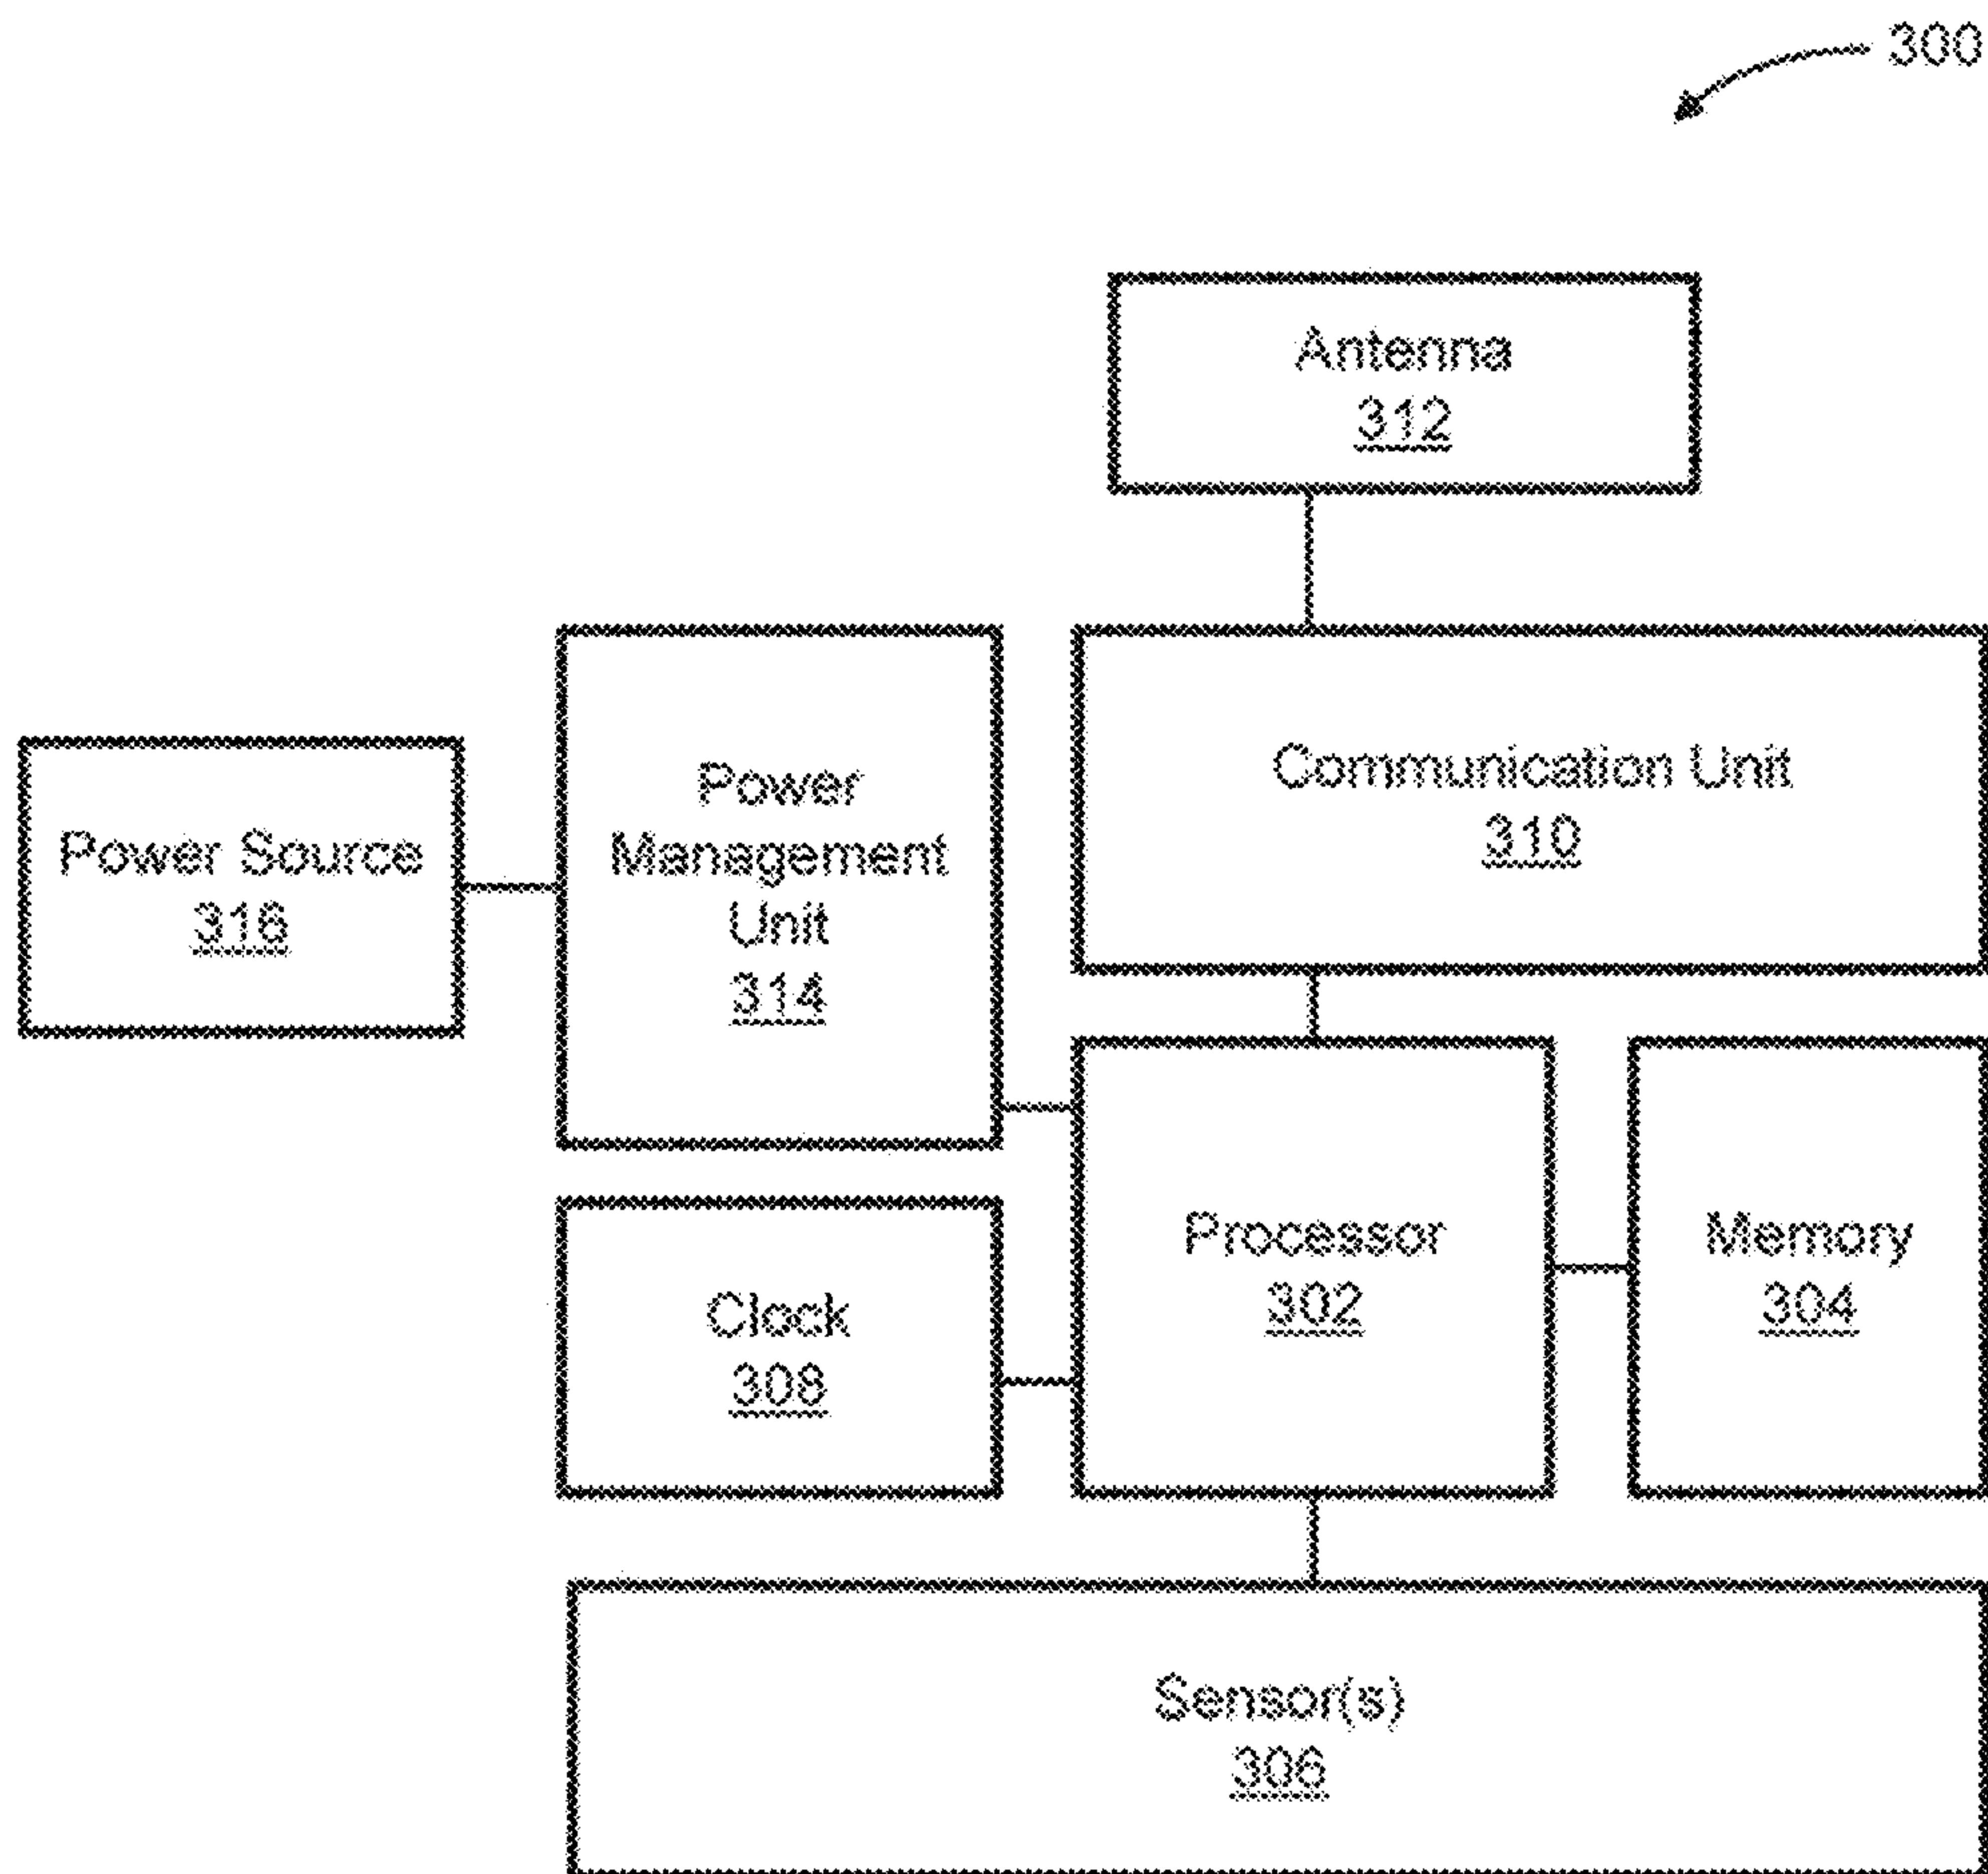 300
Antenna
312
Communication Unit
310
Power
Management
Unit
314
Power Source
316
Processor
302
Memory
304
Clock
308
Sensor(s)
306